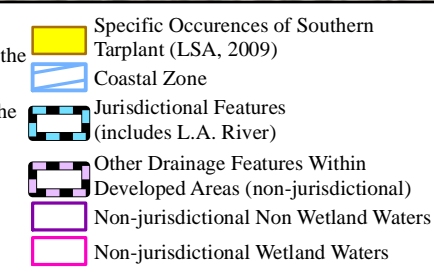 Specific Occurences of Southern
the Tarplant (LSA, 2009)
Coastal Zone
he Jurisdictional Features
(includes L.A. River)
Other Drainage Features Within
Developed Areas (non-jurisdictional)
Non-jurisdictional Non Wetland Waters
Non-jurisdictional Wetland Waters